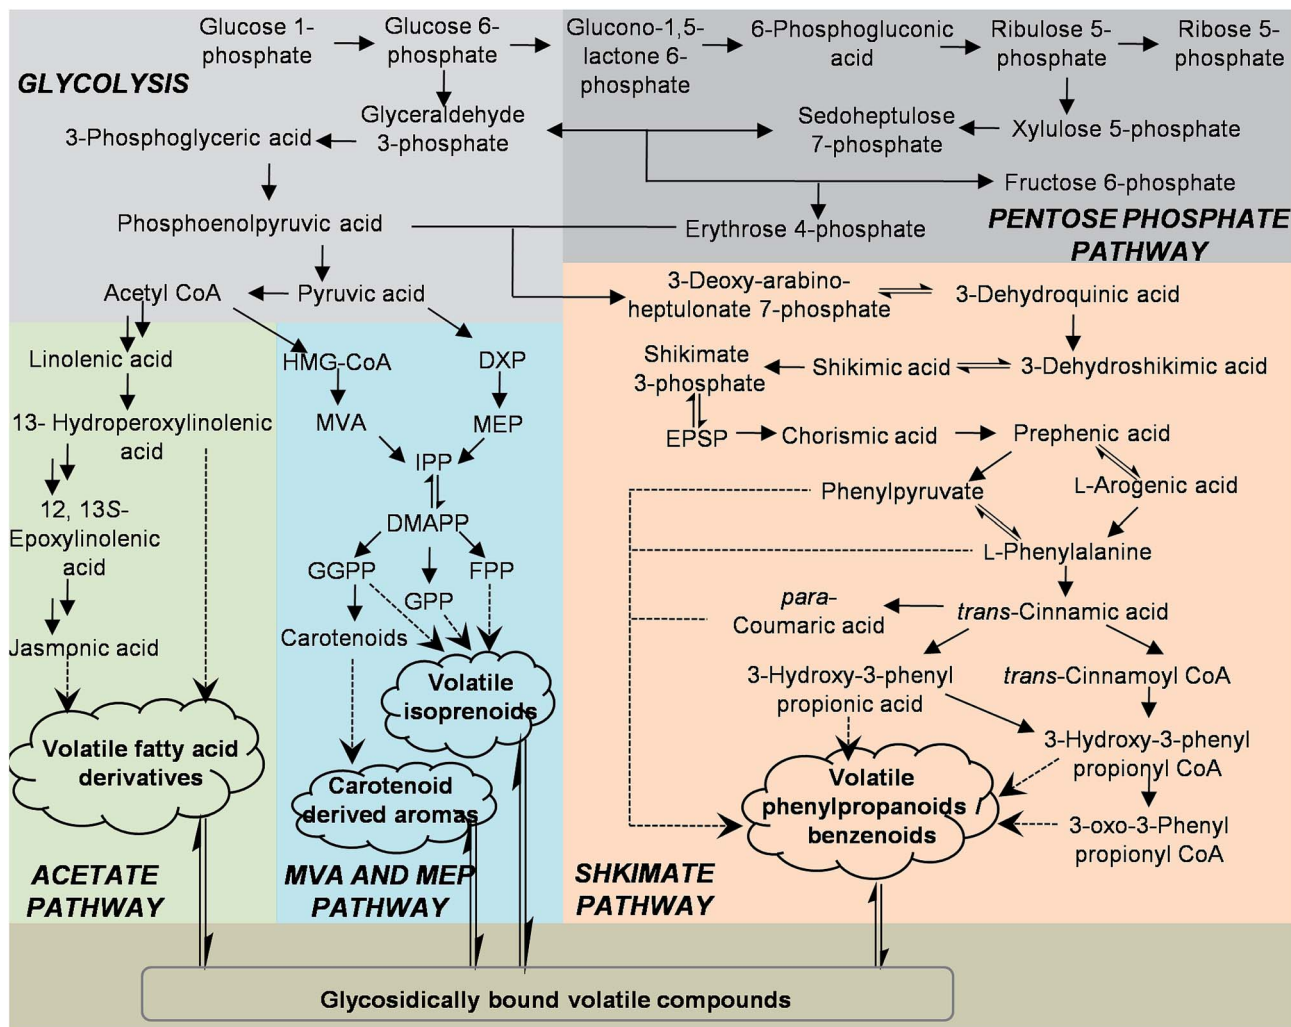 Glucose 1-
phosphate
Glucose 6-
phosphate
Glucono-1,5-
lactone 6-
phosphate
6-Phosphogluconic
acid
Ribulose 5-
phosphate
Ribose 5-
phosphate
GLYCOLYSIS
3-Phosphoglyceric acid
Glyceraldehyde
3-phosphate
Sedoheptulose
7-phosphate
Xylulose 5-phosphate
Fructose 6-phosphate
Phosphoenolpyruvic acid
Erythrose 4-phosphate
PENTOSE PHOSPHATE
PATHWAY
Acetyl CoA
Pyruvic acid
3-Deoxy-arabino-
heptulonate 7-phosphate
3-Dehydroquinic acid
Linolenic acid
HMG-CoA
DXP
Shikimate
3-phosphate
Shikimic acid
3-Dehydroshikimic acid
13- Hydroperoxylinolenic
acid
MVA
MEP
EPSP
Chorismic acid
Prephenic acid
IPP
Phenylpyruvate
L-Arogenic acid
12, 13S-
Epoxylinolenic
acid
DMAPP
L-Phenylalanine
GGPP
GPP
FPP
para-
Coumaric acid
trans-Cinnamic acid
Jasmonic acid
Carotenoids
3-Hydroxy-3-phenyl
propionic acid
trans-Cinnamoyl CoA
Volatile
isoprenoids
Volatile fatty acid
derivatives
3-Hydroxy-3-phenyl
propionyl CoA
Carotenoid
derived aromas
Volatile
phenylpropanoids /
benzenoids
3-oxo-3-Phenyl
propionyl CoA
ACETATE
PATHWAY
MVA AND MEP
PATHWAY
SHKIMATE
PATHWAY
Glycosidically bound volatile compounds